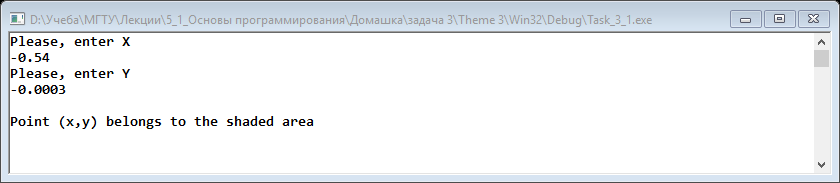 D:\Учеба\МГТУ\Лекции\5_1_Основы программирования\Домашка\задача 3\Theme 3\Win32\Debug\Task_3_1.exe
Please, enter X
-0.54
Please, enter Y
-0.0003
Point (x,y) belongs to the shaded area